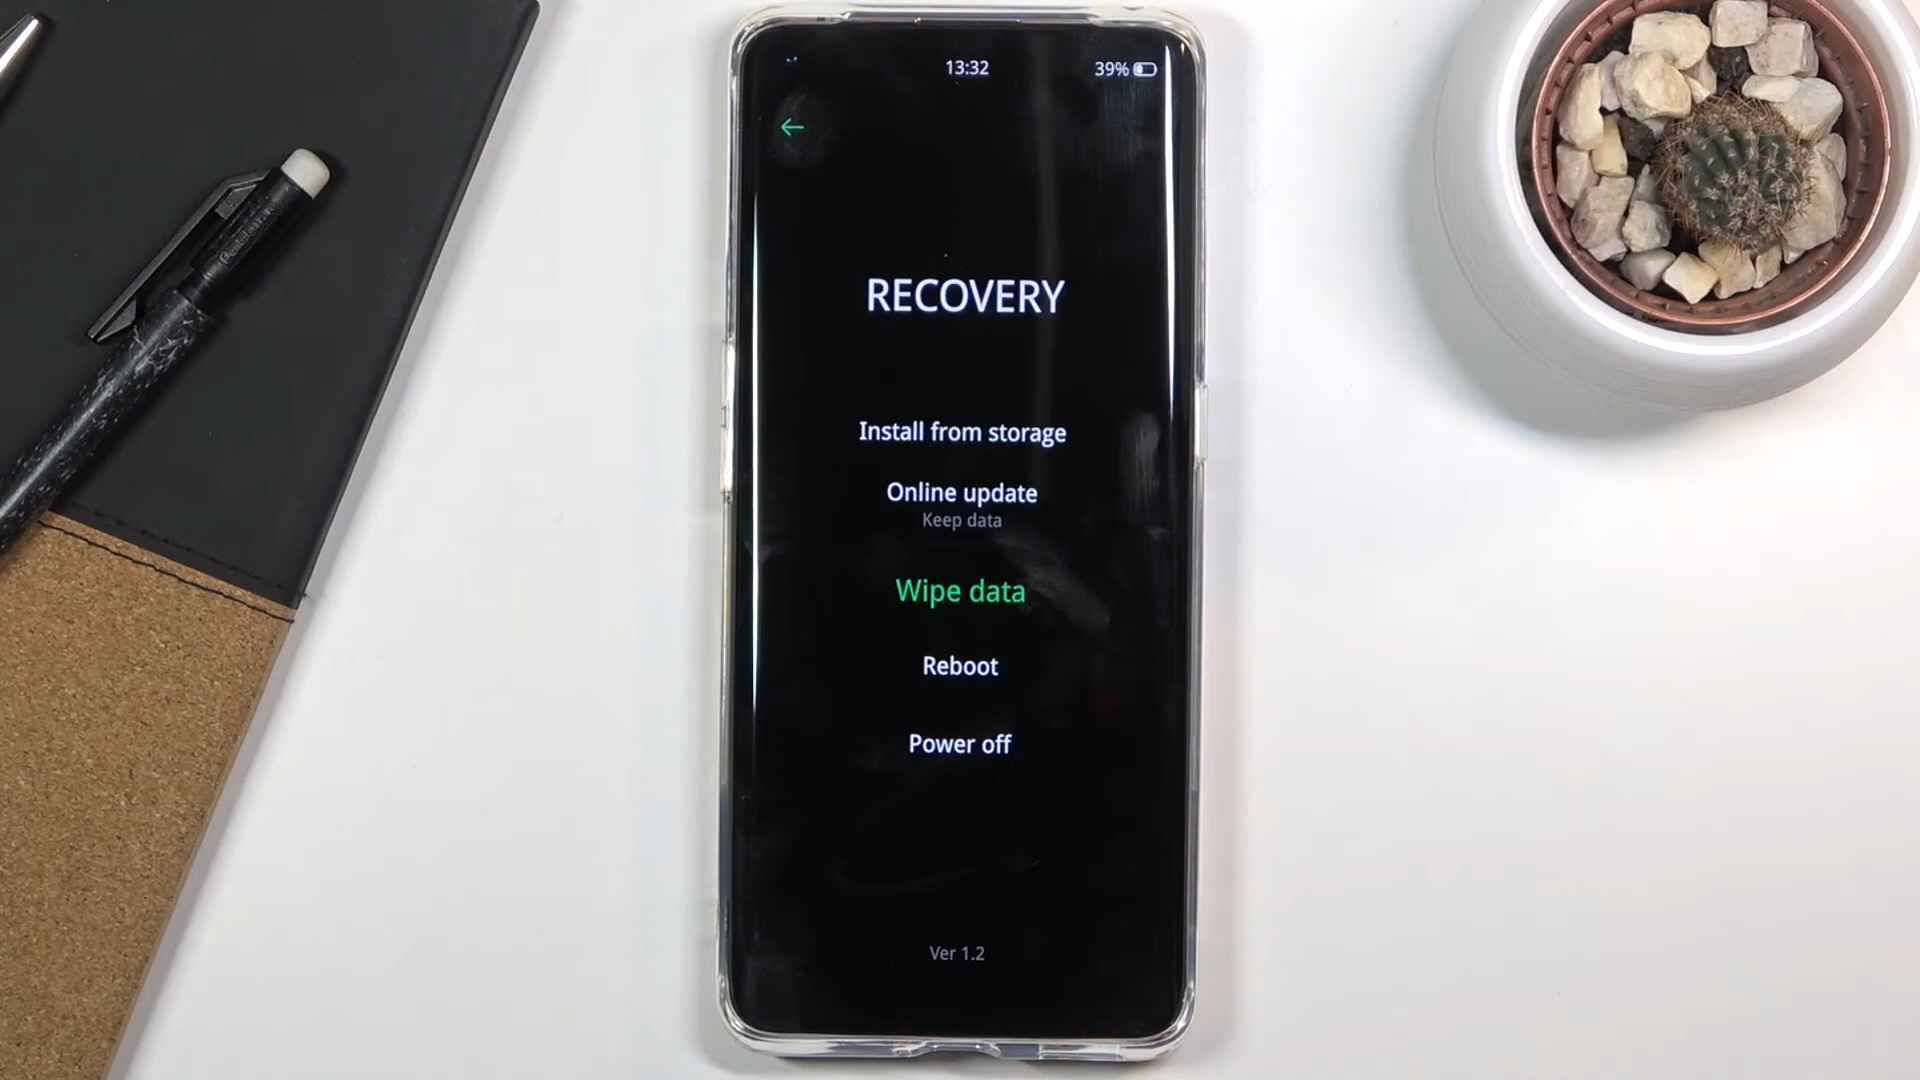 13:32
39%
RECOVERY
Install from storage
Online update
Keep data
Wipe data
Reboot
Power off
Ver 1.2